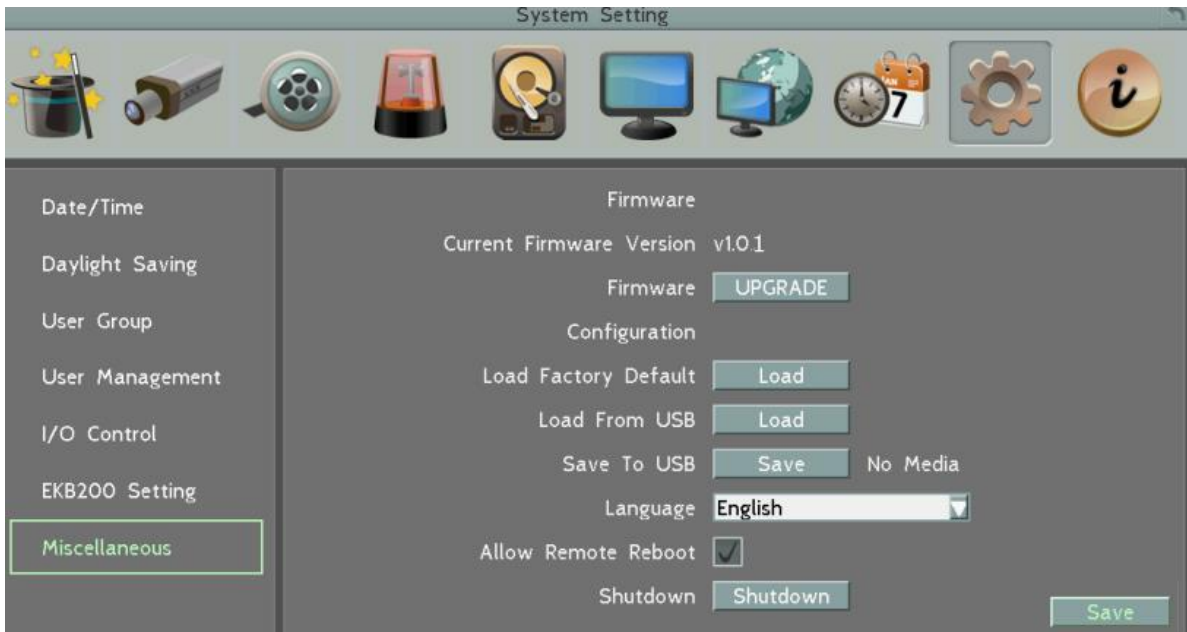 System Setting
7
i
Date/Time
Daylight Saving
User Group
User Management
I/O Control
EKB200 Setting
Miscellaneous
Firmware
Current Firmware Version v1.0.1
Firmware UPGRADE
Configuration
Load Factory Default Load
Load From USB Load
Save To USB Save No Media
Language English
Allow Remote Reboot
Shutdown Shutdown
Save